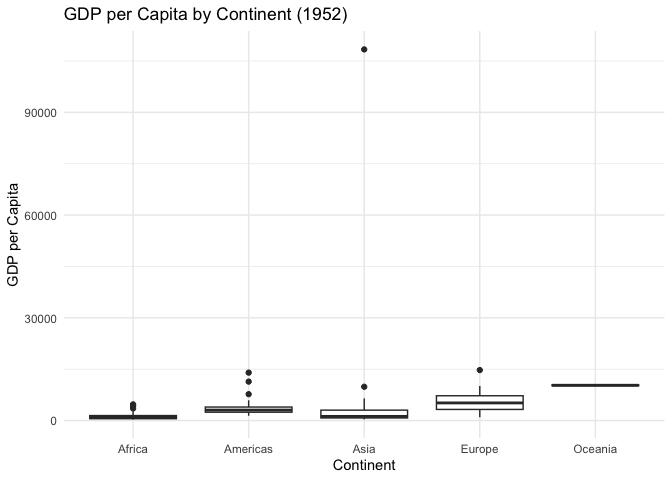 GDP per Capita by Continent (1952)
GDP per Capita
90000
60000
30000
0
Africa Americas Asia Europe Oceania
Continent